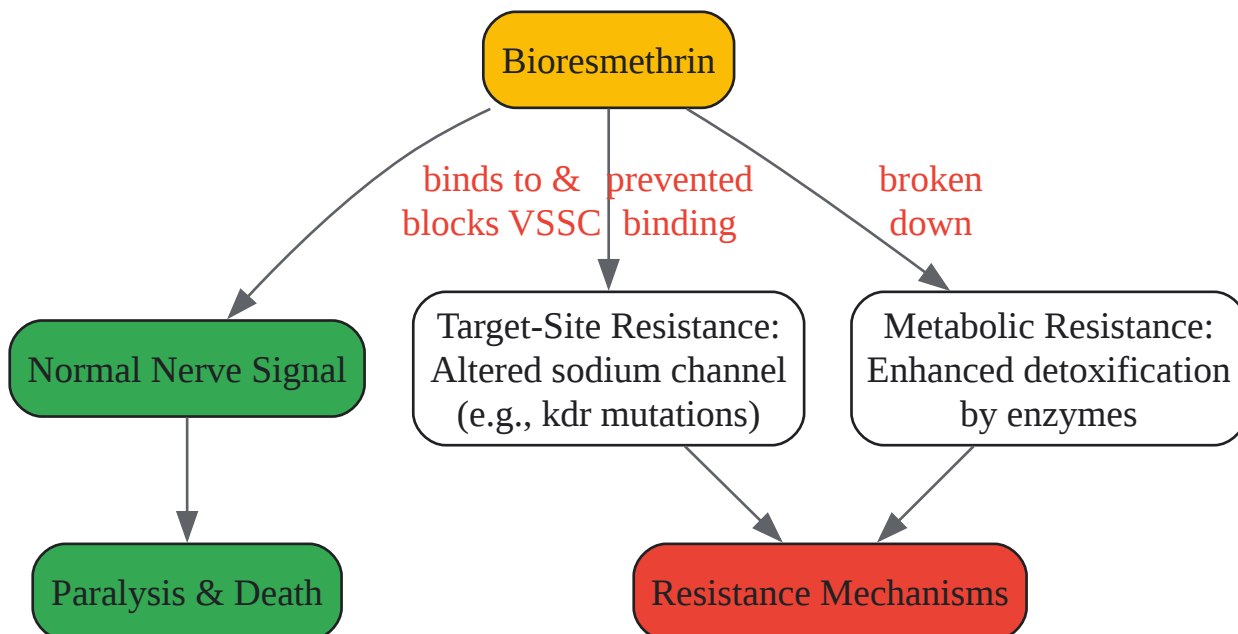 Bioresmethrin
binds to &
blocks VSSC
prevented
binding
broken
down
Normal Nerve Signal
Target-Site Resistance:
Altered sodium channel
(e.g., kdr mutations)
Metabolic Resistance:
Enhanced detoxification
by enzymes
Paralysis & Death
Resistance Mechanisms